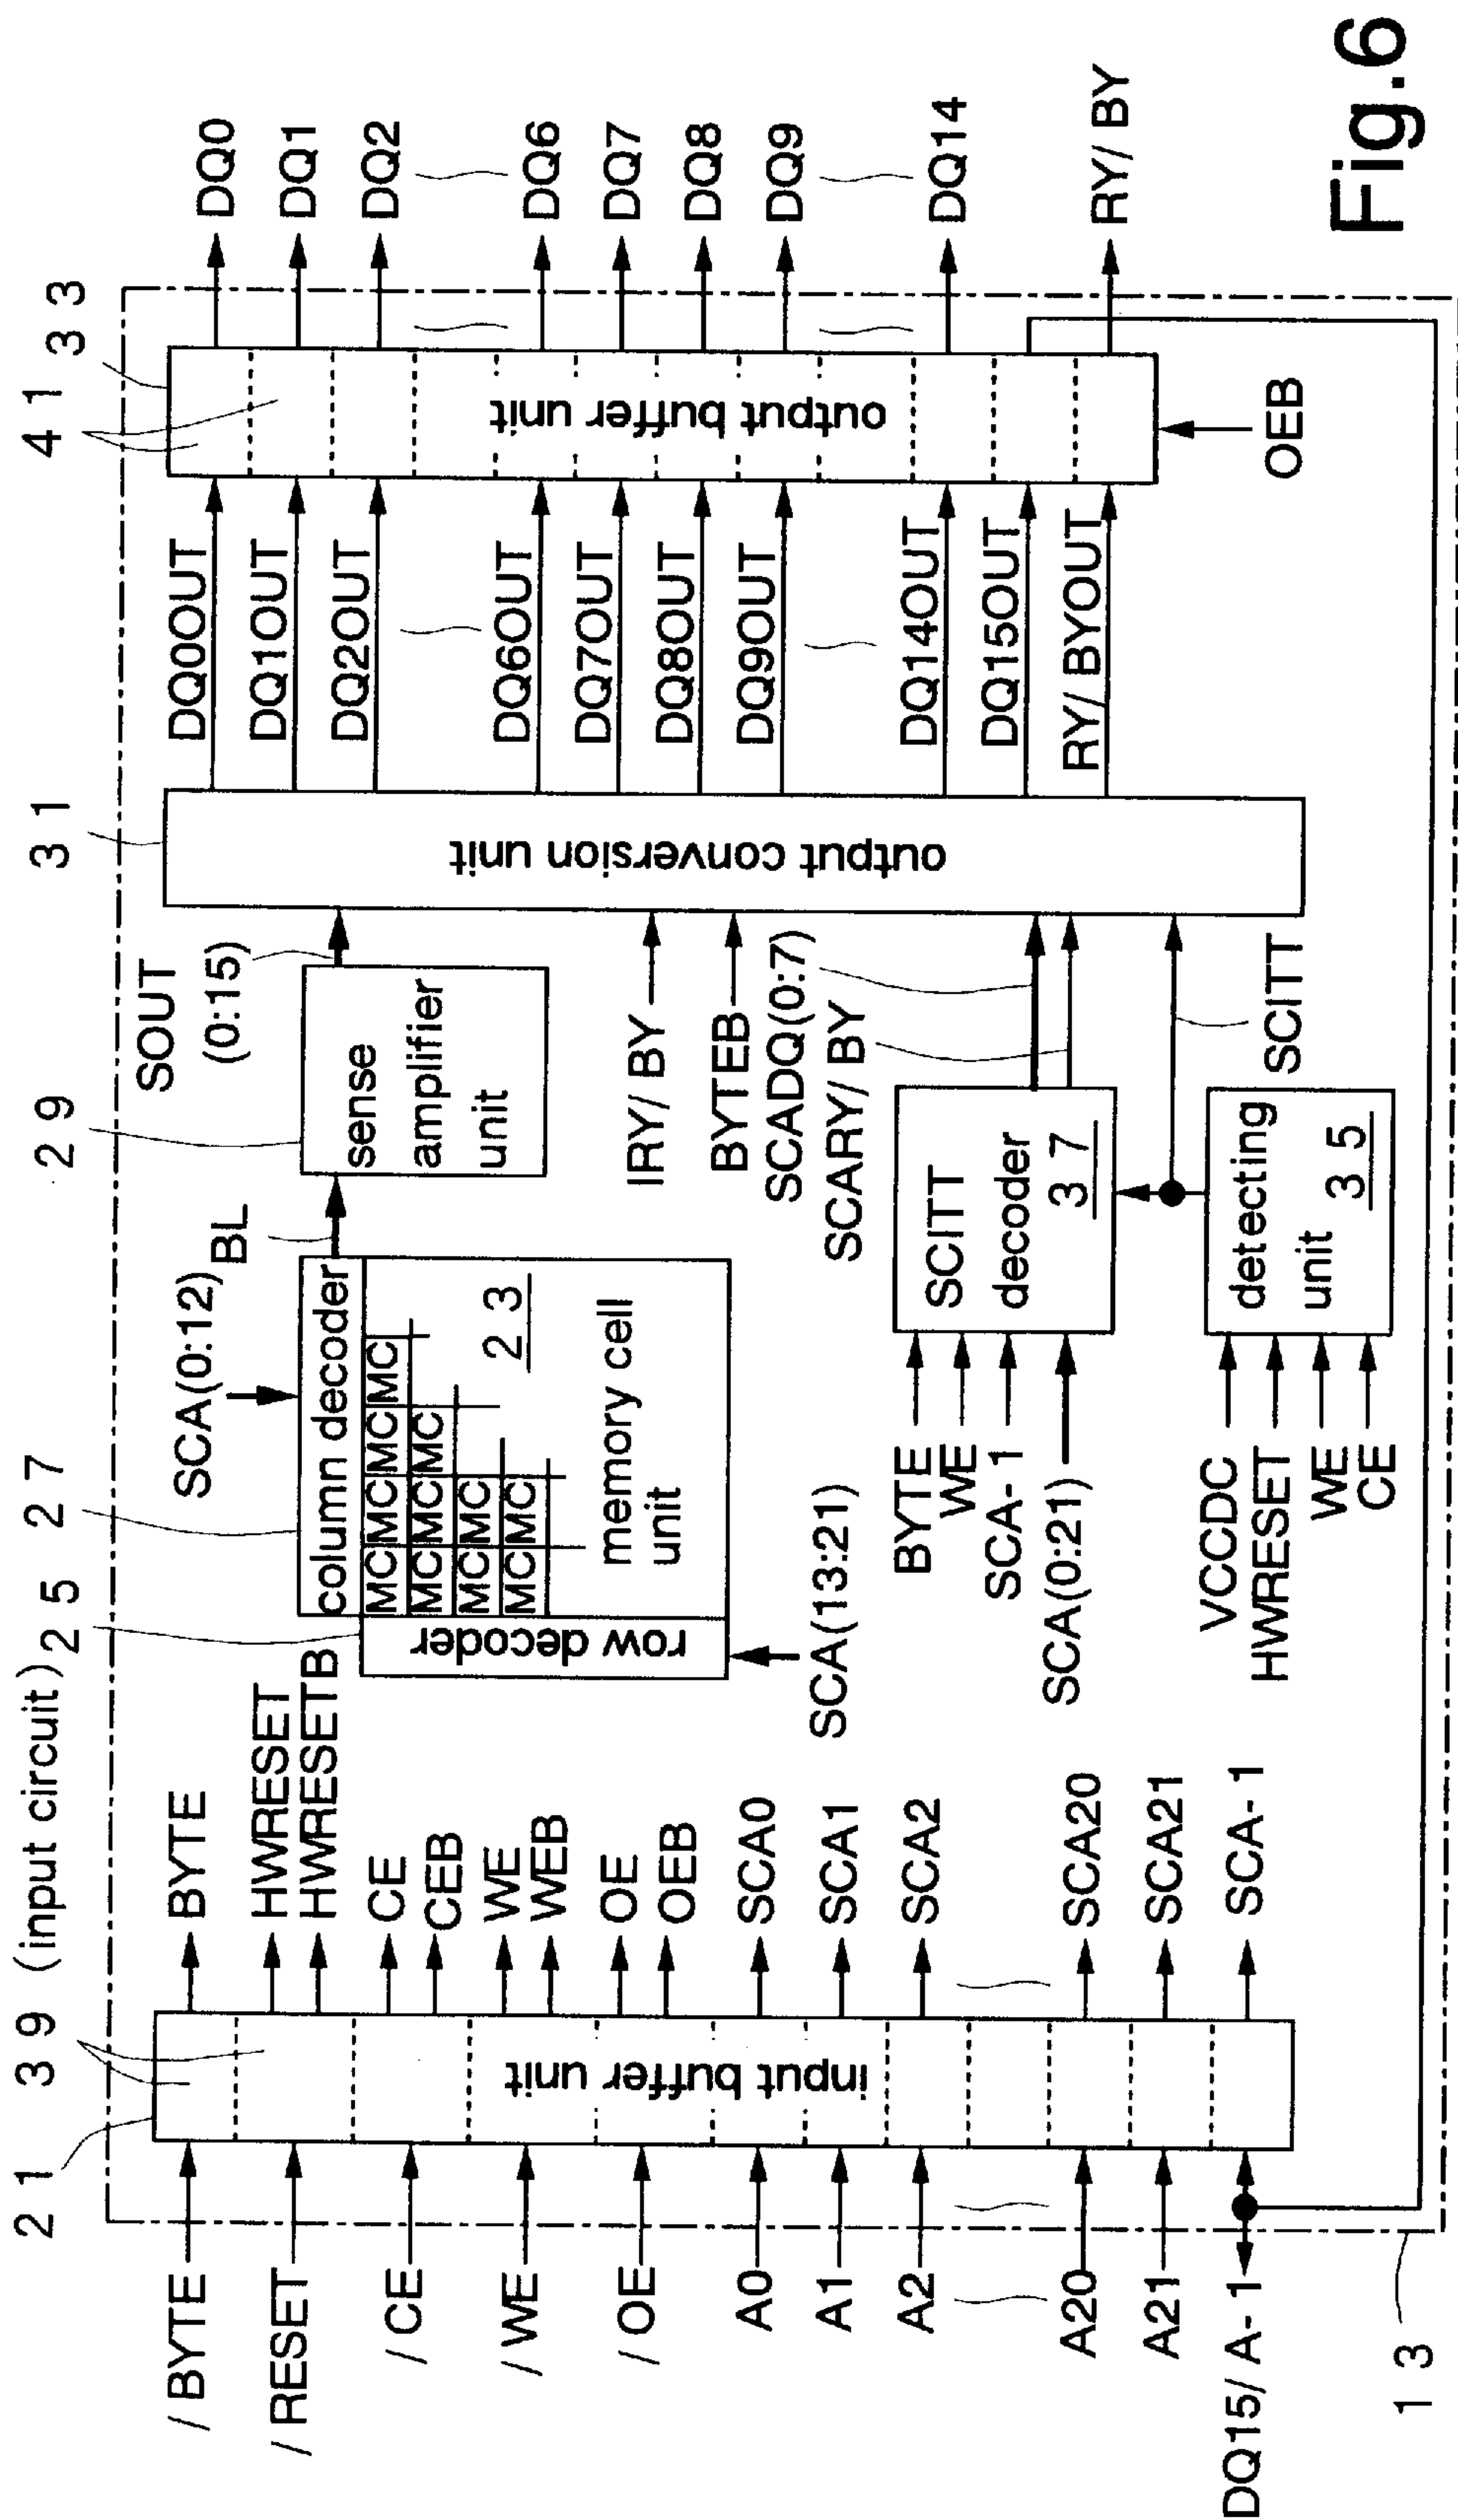 Fig.6
2 1
3 9 (input circuit)
2 5
2 7
2 9
3 1
4 1
3 3
1 3
/ BYTE
/ RESET
/ CE
/ WE
/ OE
A0
A1
A2
A20
A21
DQ15/ A-1
input buffer unit
BYTE
HWRESET
HWRESETB
CE
CEB
WE
WEB
OE
OEB
SCA0
SCA1
SCA2
SCA20
SCA21
SCA-1
row decoder
SCA(13:21)
column decoder
SCA(0:12)
MC MC MC MC
MC MC MC
MC MC
MC MC
2 3
memory cell
unit
BL
sense
amplifier
unit
SOUT
(0:15)
IRY/ BY
BYTEB
SCADQ(0:7)
SCARY/ BY
BYTE
WE
SCA-1
SCA(0:21)
SCITT
decoder
3 7
VCCDC
HWRESET
WE
CE
detecting
unit
3 5
SCITT
output conversion unit
DQ0OUT
DQ1OUT
DQ2OUT
DQ6OUT
DQ7OUT
DQ8OUT
DQ9OUT
DQ14OUT
DQ15OUT
RY/ BYOUT
output buffer unit
OEB
DQ0
DQ1
DQ2
DQ6
DQ7
DQ8
DQ9
DQ14
RY/ BY